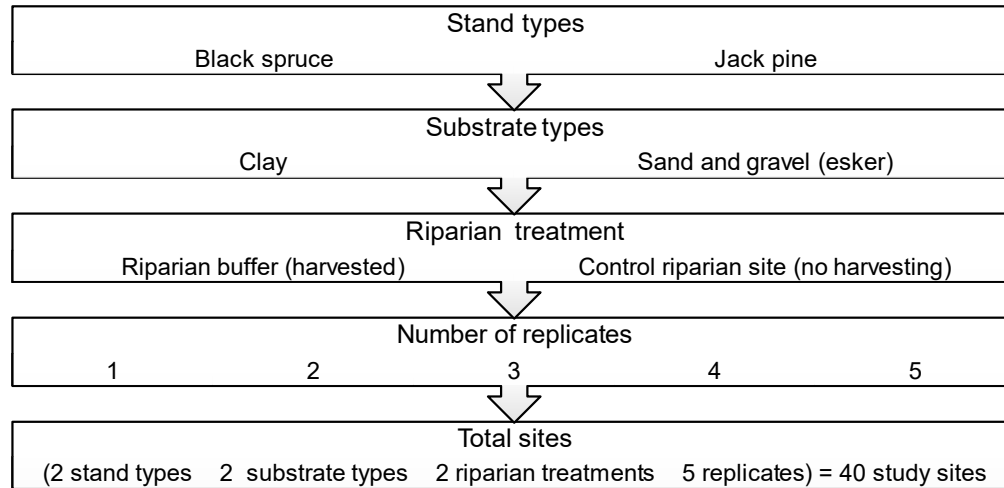 Stand types
Black spruce Jack pine
Substrate types
Clay Sand and gravel (esker)
Riparian treatment
Riparian buffer (harvested) Control riparian site (no harvesting)
Number of replicates
1 2 3 4 5
Total sites
(2 stand types 2 substrate types 2 riparian treatments 5 replicates) = 40 study sites